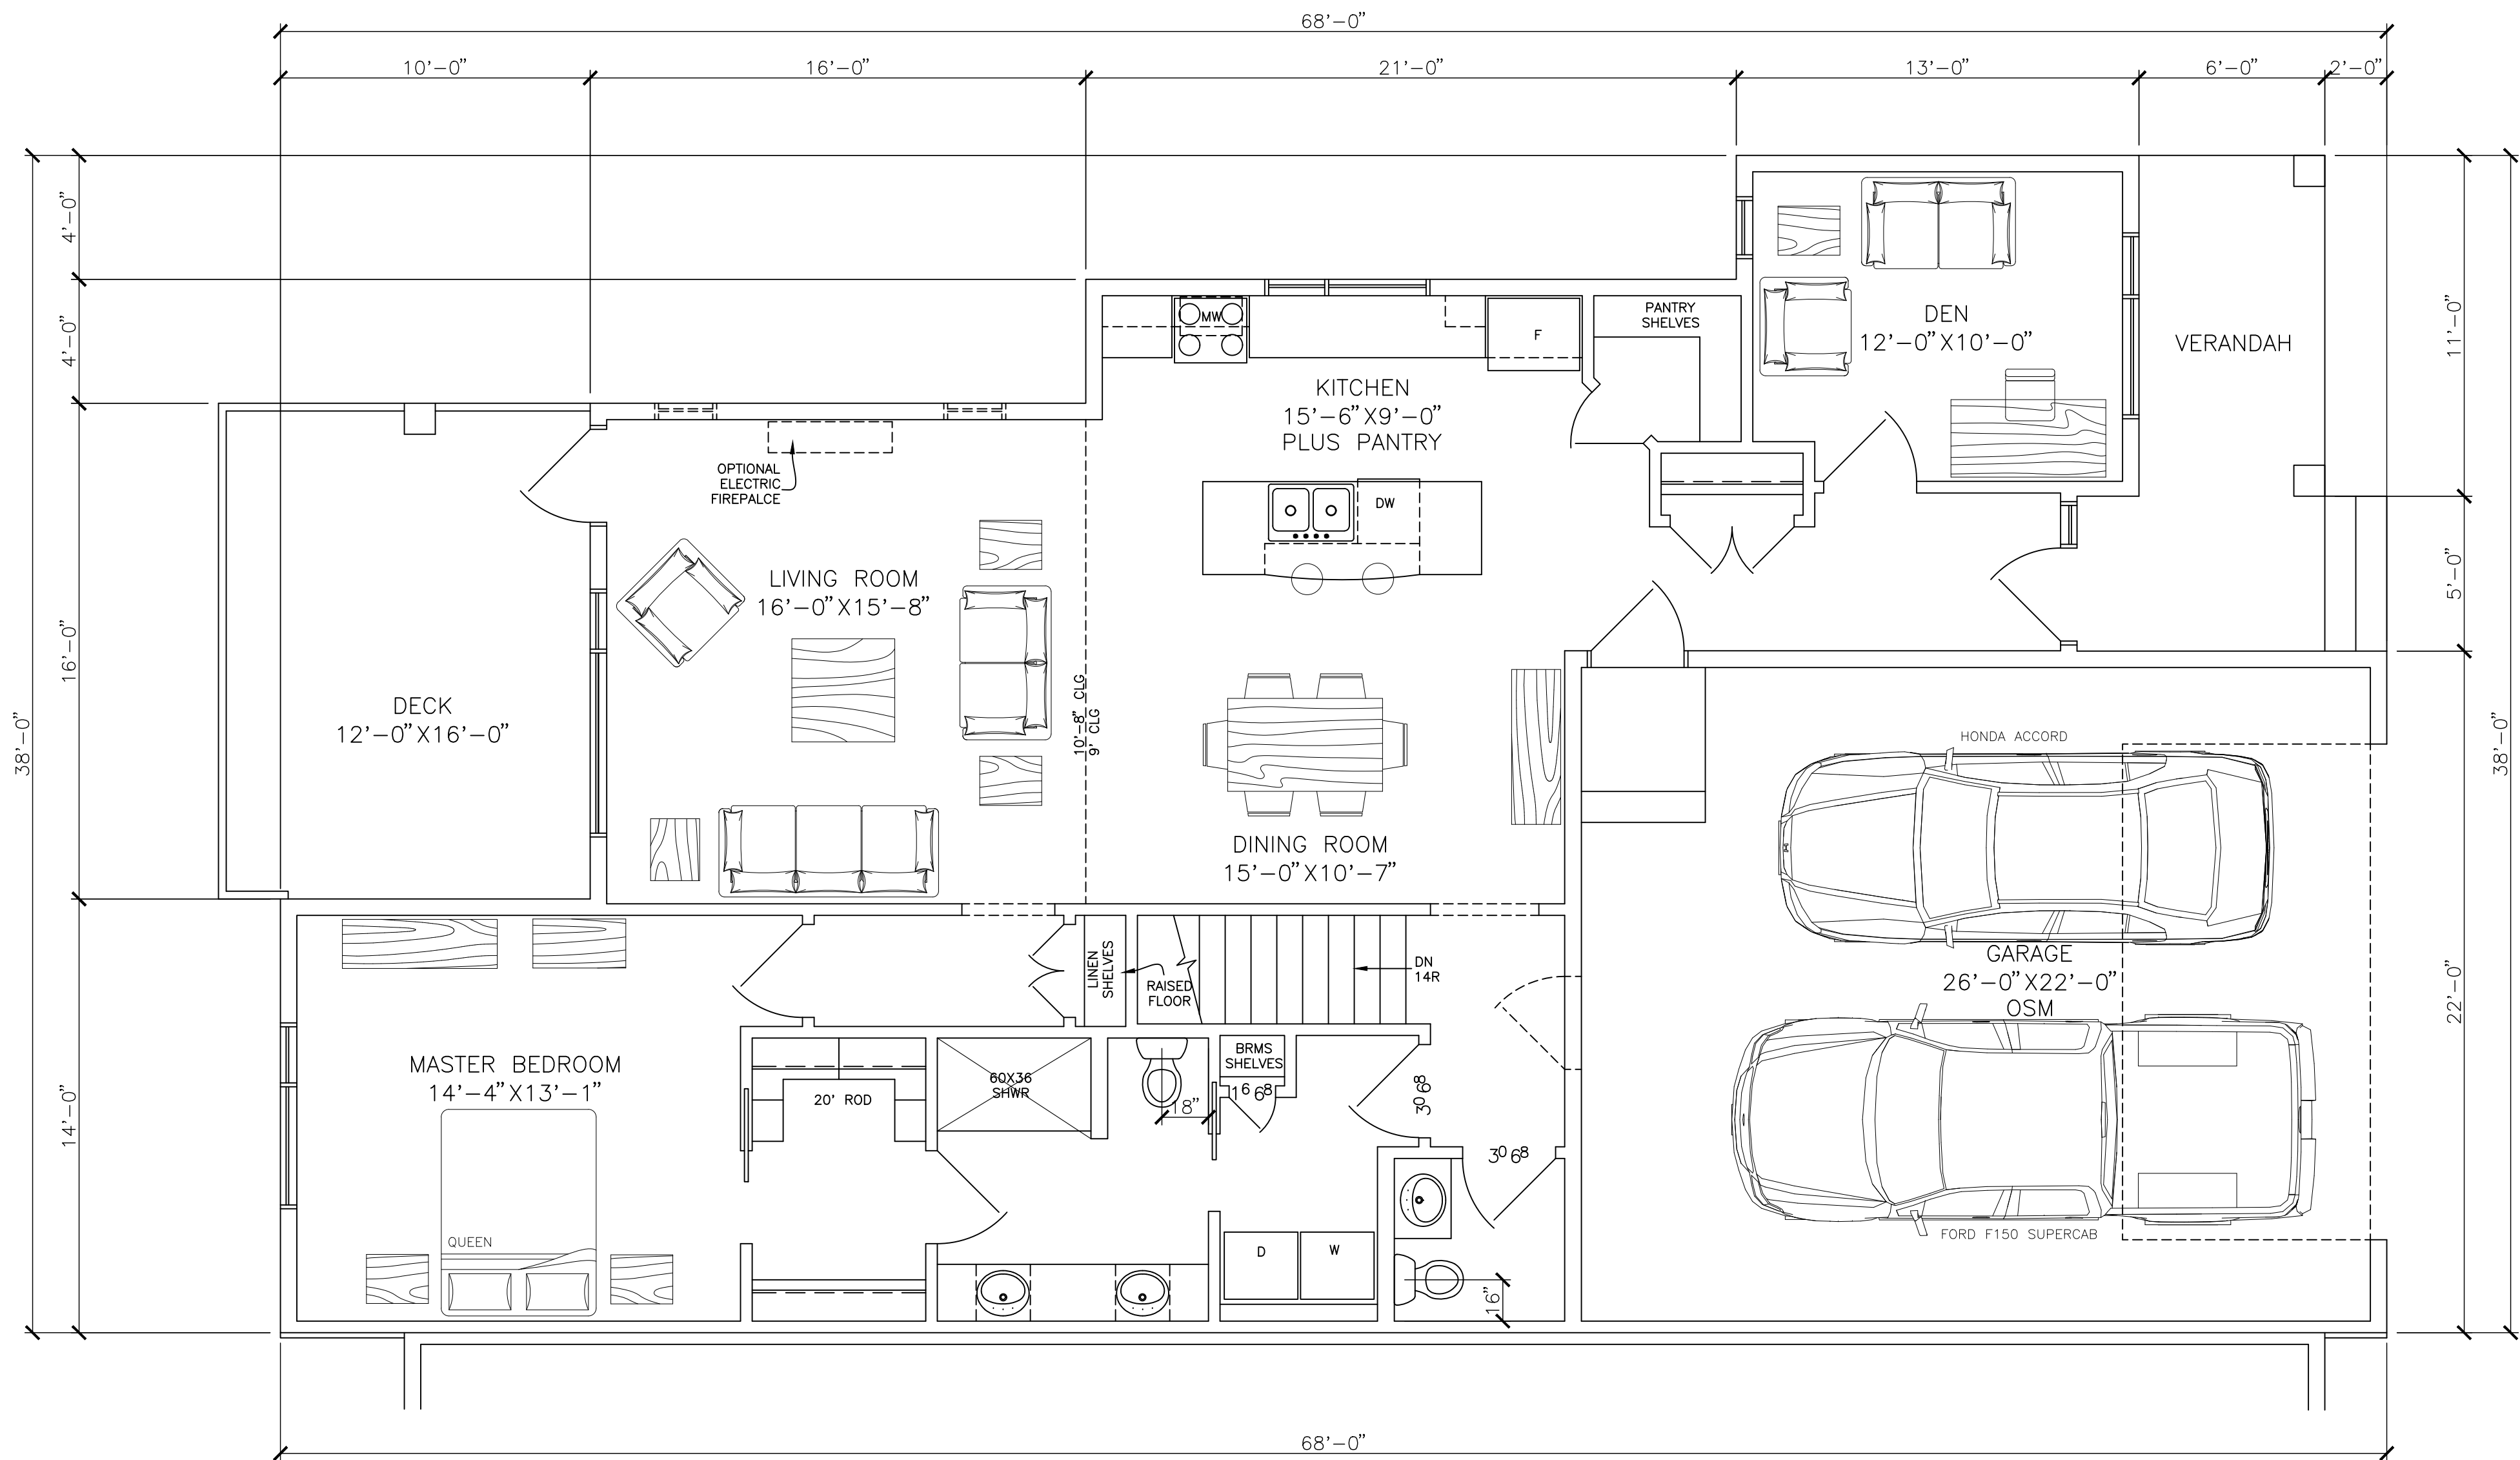 68'-0"
10'-0"
16'-0"
21'-0"
13'-0"
6'-0"
2'-0"
4'-0"
4'-0"
16'-0"
14'-0"
38'-0"
11'-0"
5'-0"
22'-0"
38'-0"
PANTRY
SHELVES
DEN
12'-0"X10'-0"
VERANDAH
MW
F
KITCHEN
15'-6"X9'-0"
PLUS PANTRY
OPTIONAL
ELECTRIC
FIREPALCE
DW
LIVING ROOM
16'-0"X15'-8"
DECK
12'-0"X16'-0"
10'-8" CLG
9' CLG
DINING ROOM
15'-0"X10'-7"
HONDA ACCORD
GARAGE
26'-0"X22'-0"
OSM
FORD F150 SUPERCAB
LINEN
SHELVES
RAISED
FLOOR
DN
14R
MASTER BEDROOM
14'-4"X13'-1"
QUEEN
20' ROD
60X36
SHWR
18"
BRMS
SHELVES
1⁶ 6⁸
3⁰ 6⁸
3⁰ 6⁸
D
W
16"
68'-0"